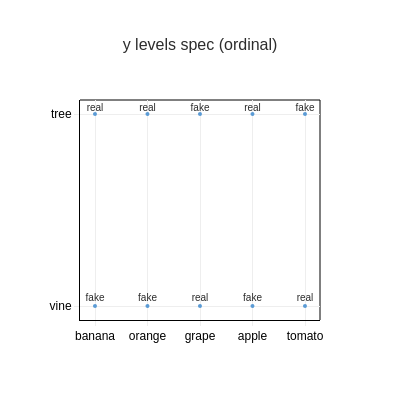 y levels spec (ordinal)
real real fake real fake
tree
fake fake real fake real
vine
banana orange grape apple tomato